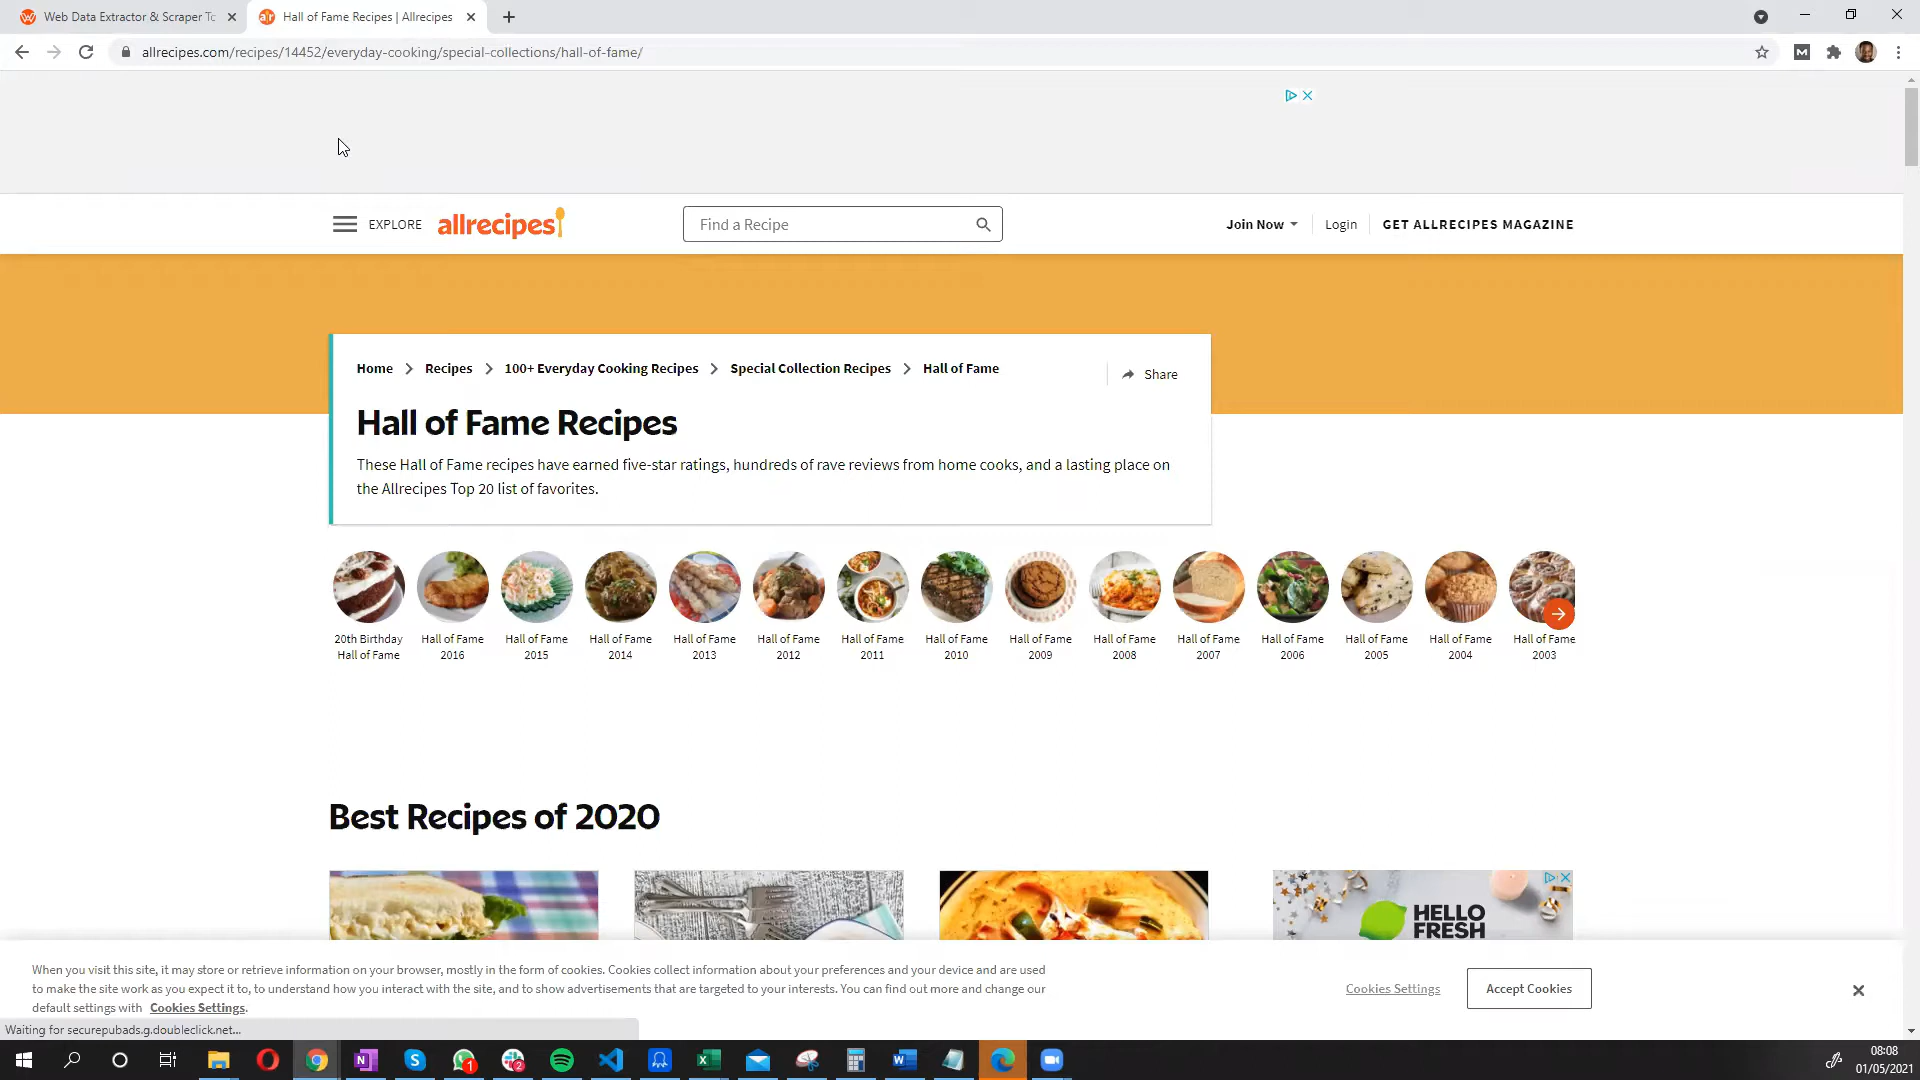 Web Data Extractor & Scraper Tc
Hall of Fame Recipes | Allrecipes
allrecipes.com/recipes/14452/everyday-cooking/special-collections/hall-of-fame/
EXPLORE
allrecipes
Find a Recipe
Join Now
Login
GET ALLRECIPES MAGAZINE
Home
Recipes
100+ Everyday Cooking Recipes
Special Collection Recipes
Hall of Fame
Share
Hall of Fame Recipes
These Hall of Fame recipes have earned five-star ratings, hundreds of rave reviews from home cooks, and a lasting place on
the Allrecipes Top 20 list of favorites.
20th Birthday
Hall of Fame
Hall of Fame
2016
Hall of Fame
2015
Hall of Fame
2014
Hall of Fame
2013
Hall of Fame
2012
Hall of Fame
2011
Hall of Fame
2010
Hall of Fame
2009
Hall of Fame
2008
Hall of Fame
2007
Hall of Fame
2006
Hall of Fame
2005
Hall of Fame
2004
Hall of Fame
2003
Best Recipes of 2020
HELLO
FRESH
When you visit this site, it may store or retrieve information on your browser, mostly in the form of cookies. Cookies collect information about your preferences and your device and are used
to make the site work as you expect it to, to understand how you interact with the site, and to show advertisements that are targeted to your interests. You can find out more and change our
default settings with Cookies Settings.
Cookies Settings
Accept Cookies
Waiting for securepubads.g.doubleclick.net...
08:08
01/05/2021